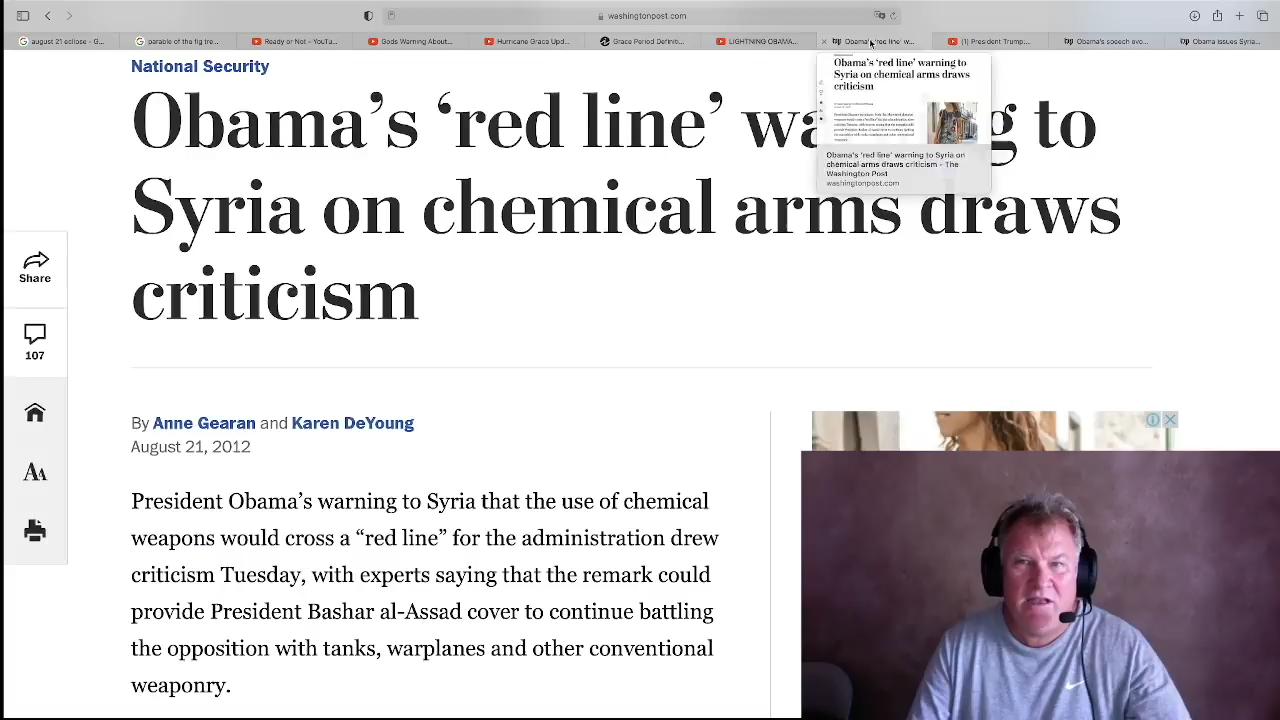 washingtonpost.com
august 21 eclipse - G...
parable of the fig tre...
Ready or Not – YouTu...
Gods Warning About...
Hurricane Graca Upd...
Grace Period Definiti...
LIGHTNING OBAMA...
Obama's 'red line' w...
(1) President Trump:...
Obama's speech evo...
Obama issues Syria...
National Security
Obama's 'red line' wa
g to
Syria on chemical arms draws
criticism
Obama's 'red line' warning to
Syria on chemical arms draws
criticism
Obama's 'red line' warning to Syria on
chemical arms draws criticism - The
Washington Post
washingtonpost.com
Share
107
AA
By Anne Gearan and Karen DeYoung
August 21, 2012
President Obama's warning to Syria that the use of chemical
weapons would cross a “red line” for the administration drew
criticism Tuesday, with experts saying that the remark could
provide President Bashar al-Assad cover to continue battling
the opposition with tanks, warplanes and other conventional
weaponry.